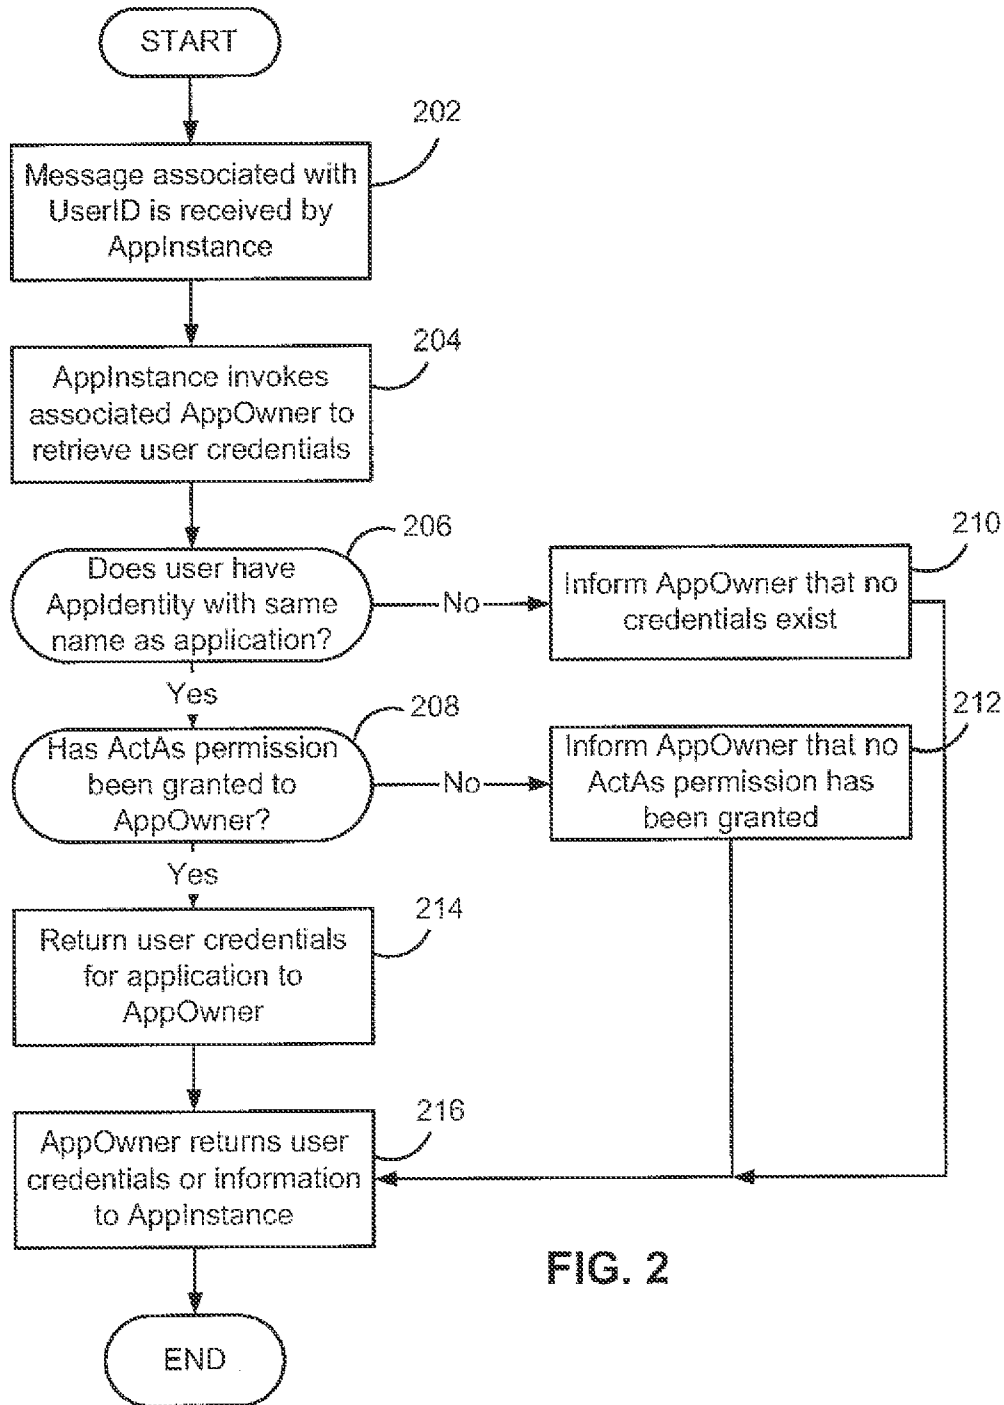 START
202
Message associated with
UserID is received by
AppInstance
204
AppInstance invokes
associated AppOwner to
retrieve user credentials
206
Does user have
AppIdentity with same
name as application?
No
210
Inform AppOwner that no
credentials exist
Yes
208
Has ActAs permission
been granted to
AppOwner?
No
212
Inform AppOwner that no
ActAs permission has
been granted
Yes
214
Return user credentials
for application to
AppOwner
216
AppOwner returns user
credentials or information
to AppInstance
FIG. 2
END